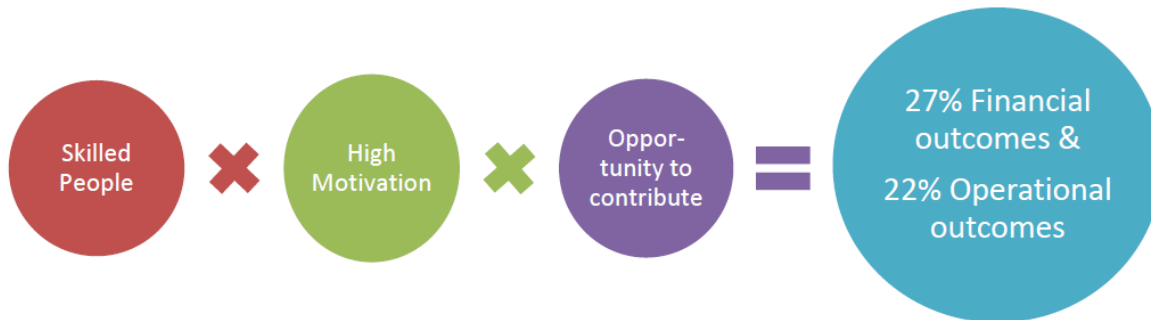 Skilled
People
High
Motivation
Oppor-
tunity to
contribute
27% Financial
outcomes &
22% Operational
outcomes